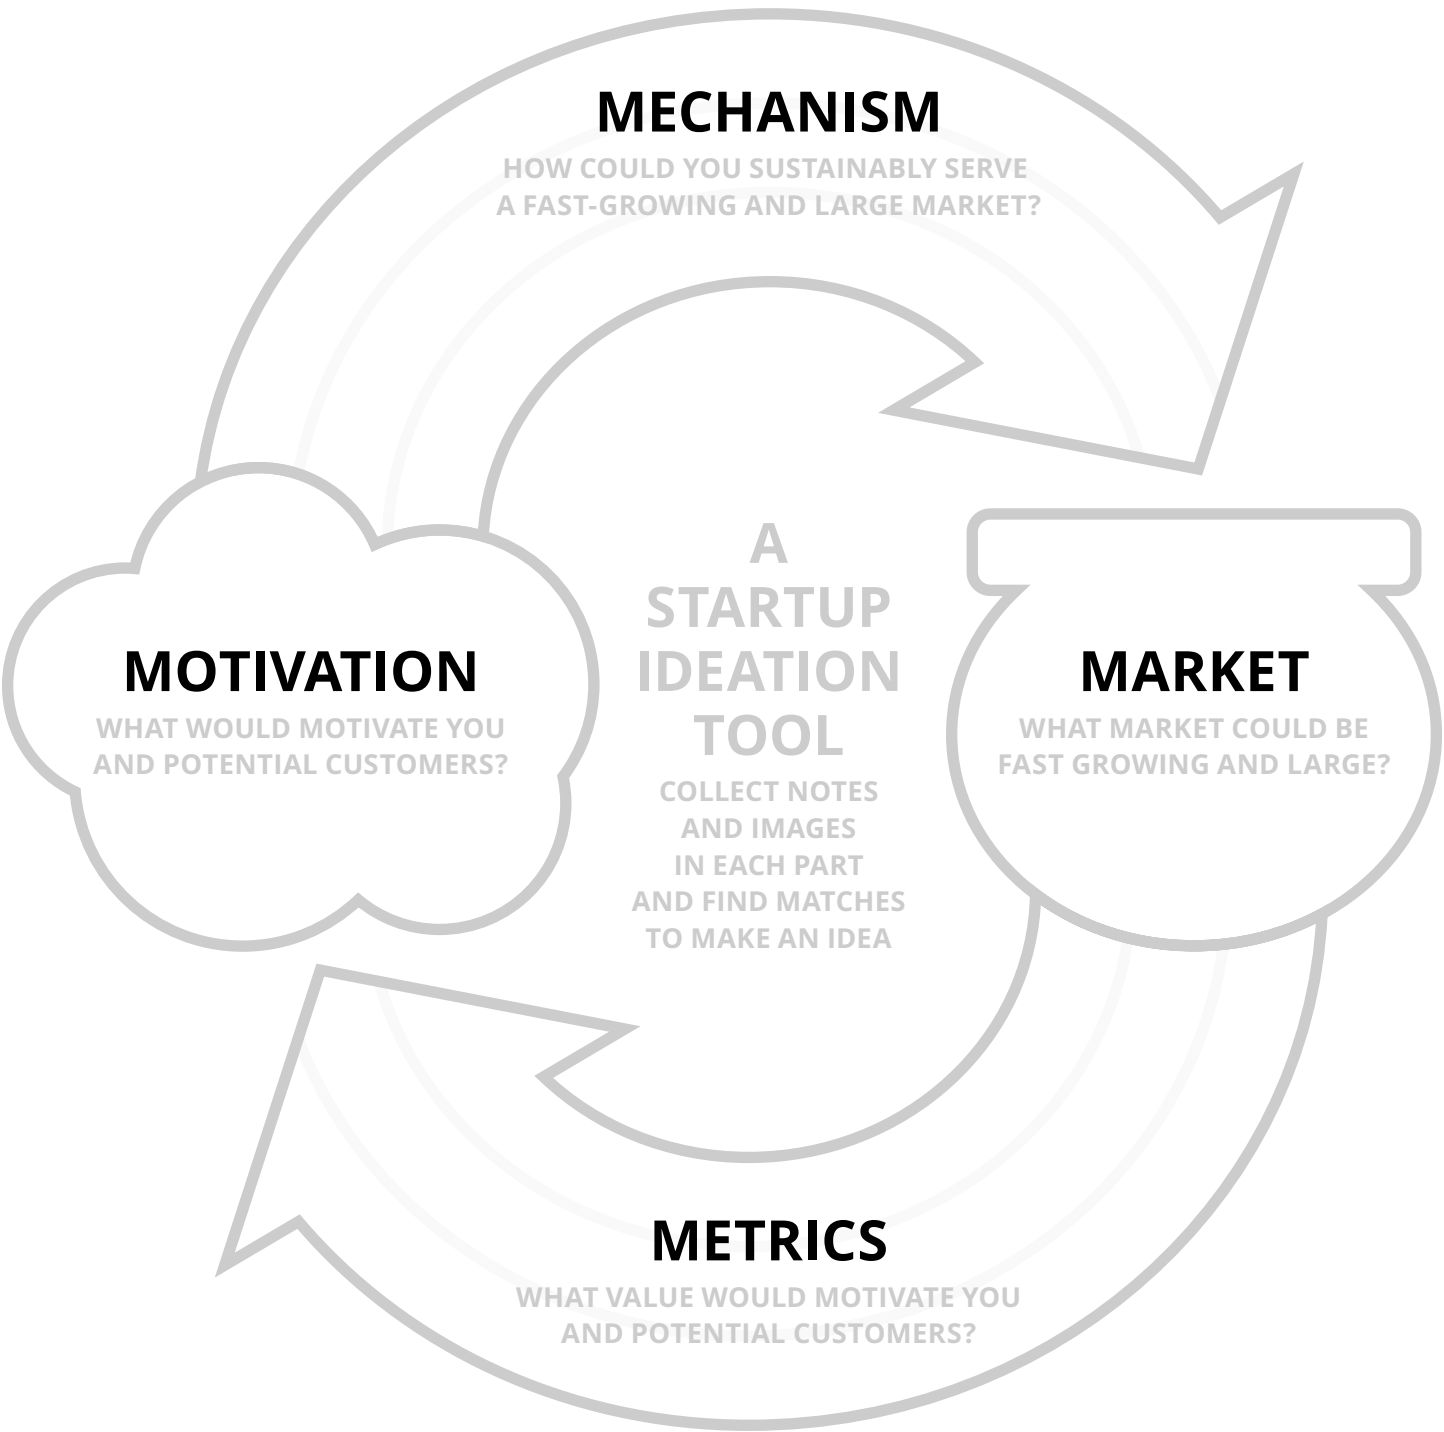 MECHANISM
HOW COULD YOU SUSTAINABLY SERVE
A FAST-GROWING AND LARGE MARKET?
MOTIVATION
WHAT WOULD MOTIVATE YOU
AND POTENTIAL CUSTOMERS?
A
STARTUP
IDEATION
TOOL
COLLECT NOTES
AND IMAGES
IN EACH PART
AND FIND MATCHES
TO MAKE AN IDEA
MARKET
WHAT MARKET COULD BE
FAST GROWING AND LARGE?
METRICS
WHAT VALUE WOULD MOTIVATE YOU
AND POTENTIAL CUSTOMERS?